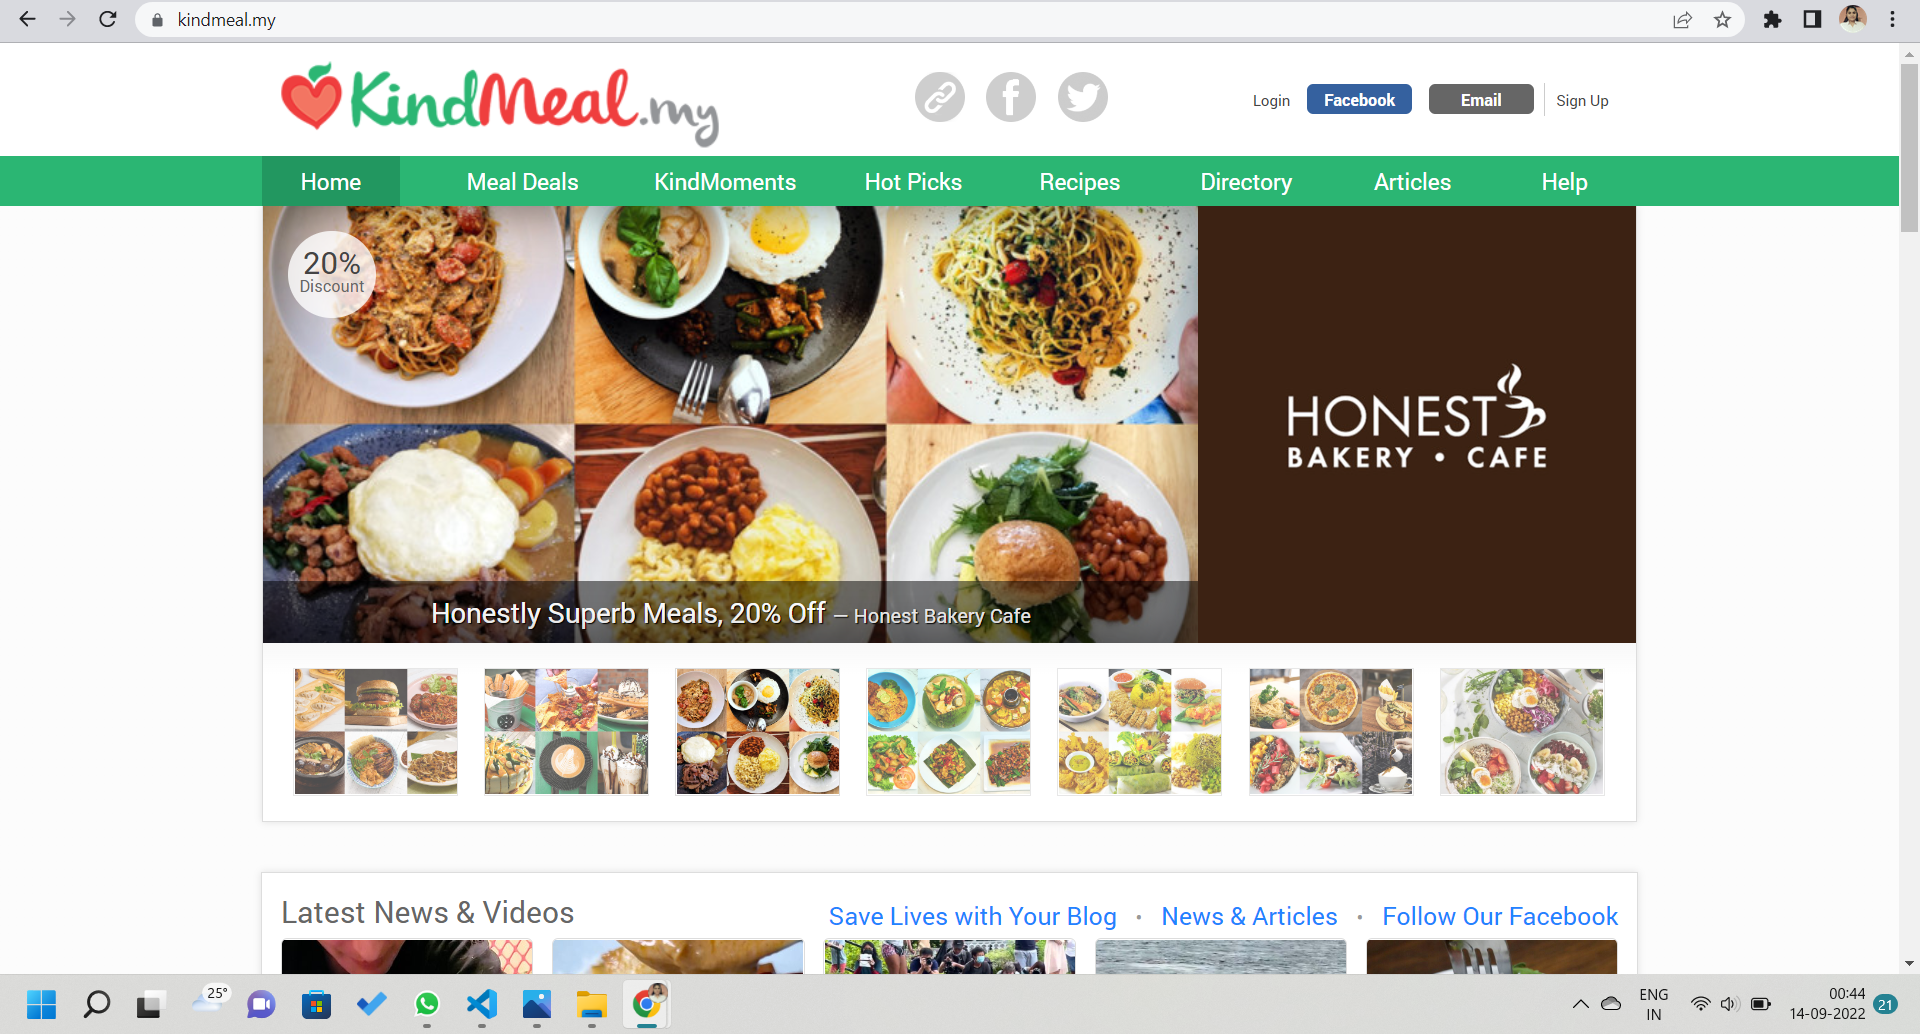 kindmeal.my
KindMeal.my
Login
Facebook
Email
Sign Up
Home
Meal Deals
KindMoments
Hot Picks
Recipes
Directory
Articles
Help
20%
Discount
HONEST
BAKERY • CAFE
Honestly Superb Meals, 20% Off — Honest Bakery Cafe
Latest News & Videos
Save Lives with Your Blog • News & Articles • Follow Our Facebook
25°
ENG
IN
00:44
14-09-2022
21